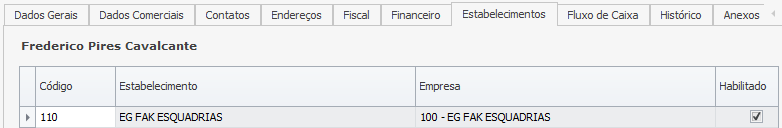 Dados Gerais Dados Comerciais Contatos Endereços Fiscal Financeiro Estabelecimentos Fluxo de Caixa Histórico Anexos
Frederico Pires Cavalcante
Código Estabelecimento Empresa Habilitado
110 EG FAK ESQUADRIAS 100 - EG FAK ESQUADRIAS